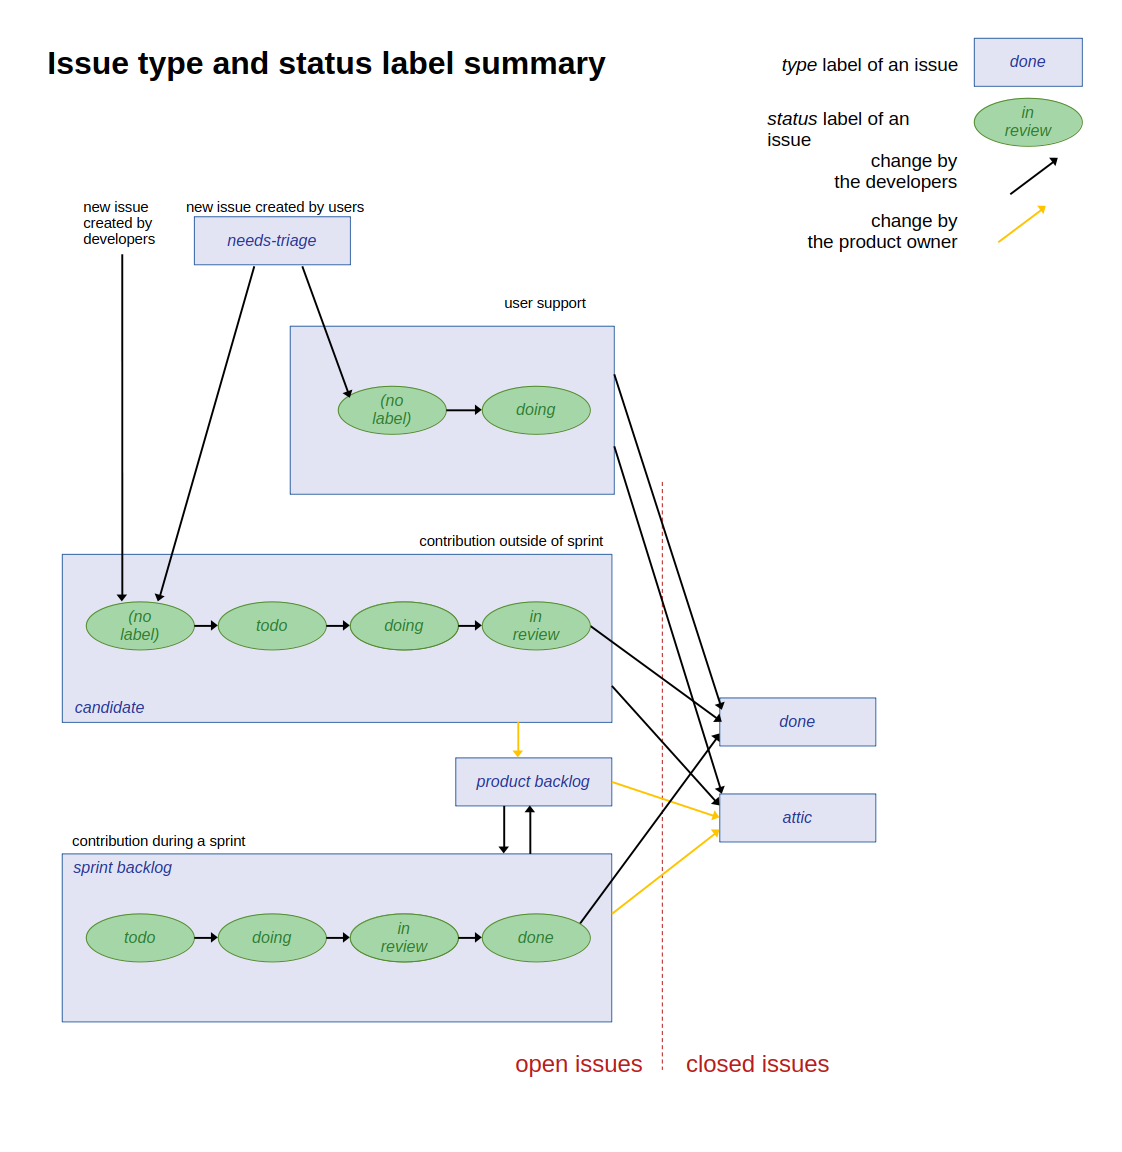 Issue type and status label summary
type label of an issue
done
status label of an
issue
in
review
change by
the developers
change by
the product owner
new issue
created by
developers
new issue created by users
needs-triage
user support
(no
label)
doing
contribution outside of sprint
(no
label)
todo
doing
in
review
candidate
done
product backlog
attic
contribution during a sprint
sprint backlog
todo
doing
in
review
done
open issues
closed issues